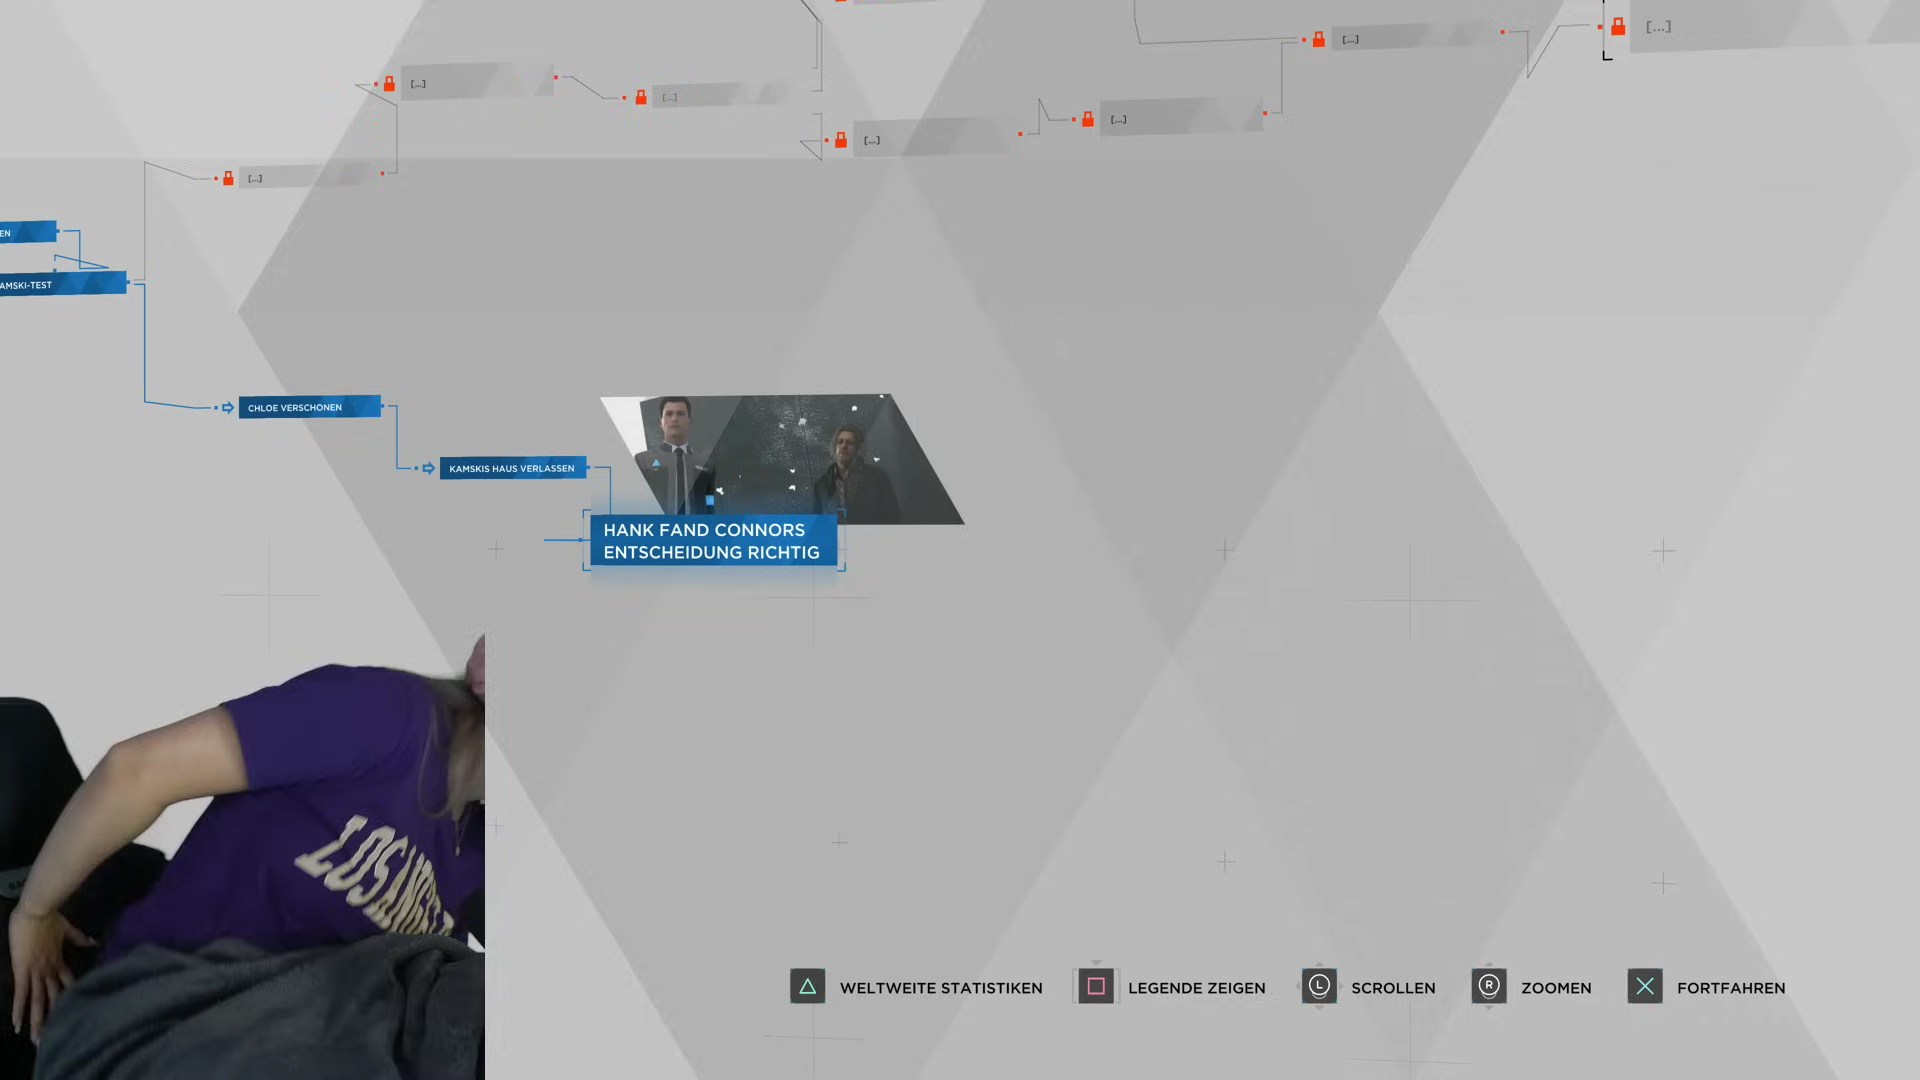 [...]
[...]
[...]
[...]
[...]
[...]
[...]
EN
AMSKI-TEST
CHLOE VERSCHONEN
KAMSKIS HAUS VERLASSEN
HANK FAND CONNORS
ENTSCHEIDUNG RICHTIG
WELTWEITE STATISTIKEN
LEGENDE ZEIGEN
L
SCROLLEN
R
ZOOMEN
FORTFAHREN